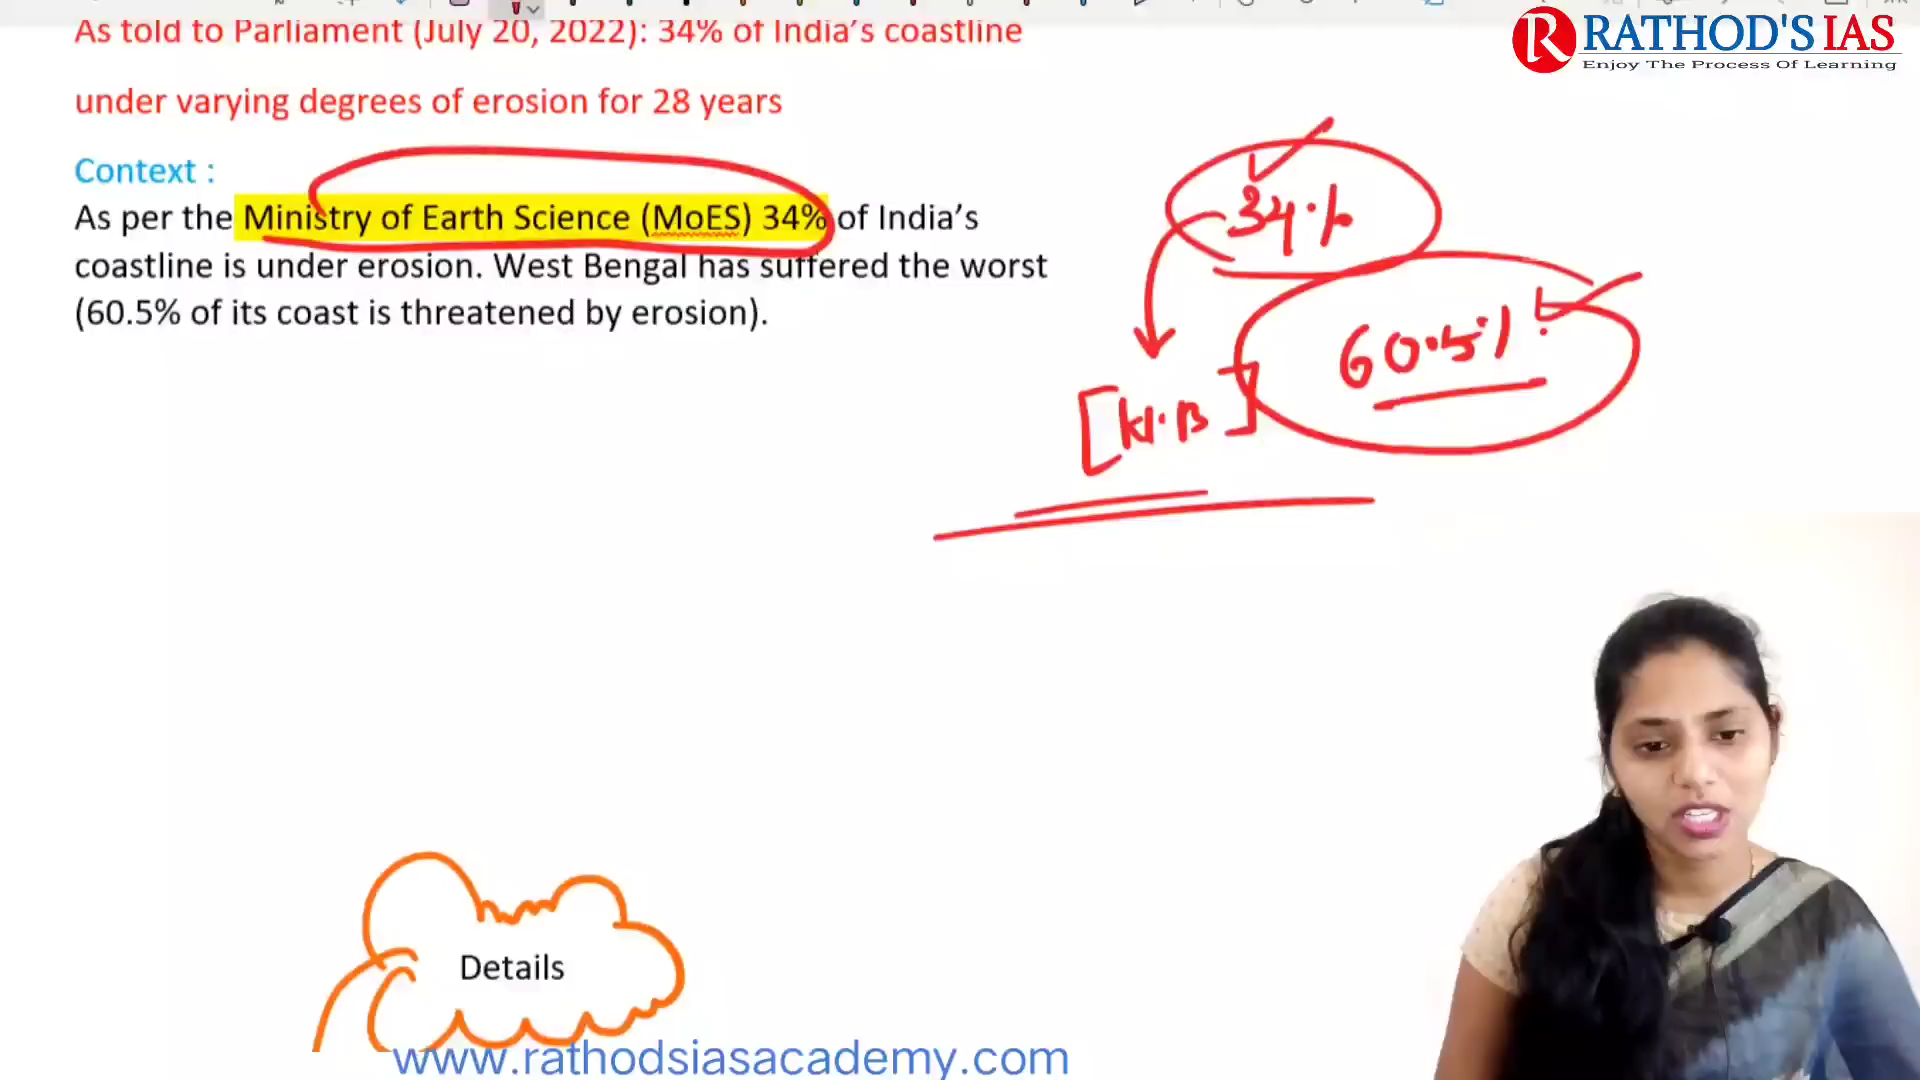 As told to Parliament (July 20, 2022): 34% of India's coastline
under varying degrees of erosion for 28 years
Context :
As per the Ministry of Earth Science (MoES) 34% of India's
coastline is under erosion. West Bengal has suffered the worst
(60.5% of its coast is threatened by erosion).
RATHOD'S IAS
Enjoy The Process Of Learning
34%
60.5%
[W.B]
Details
www.rathodsiasacademy.com